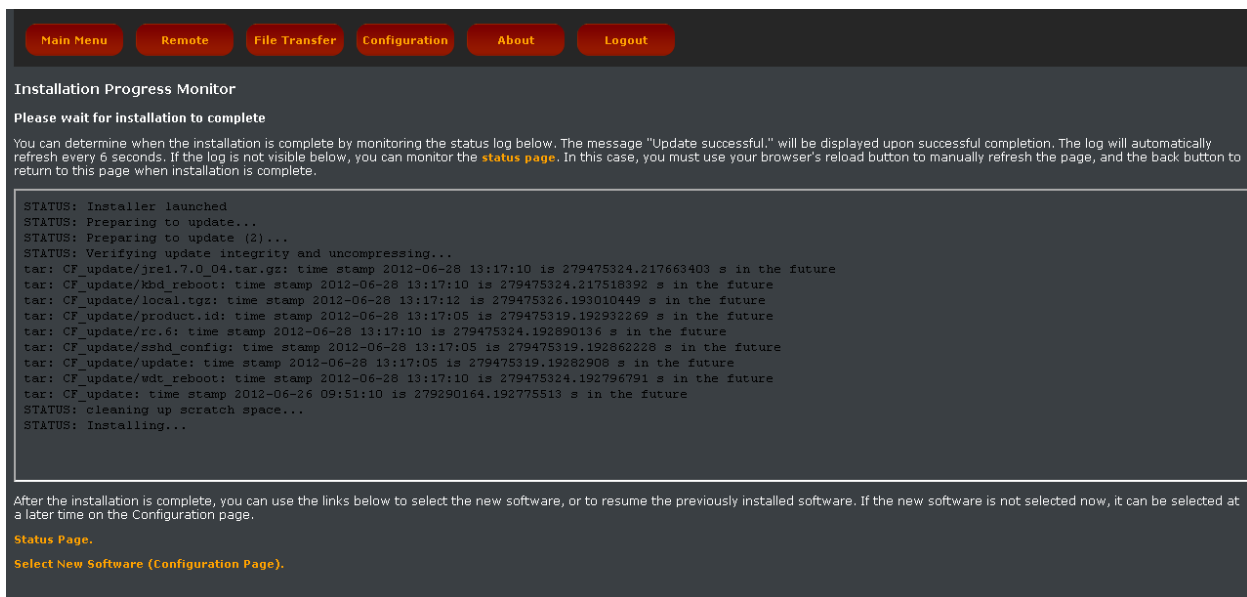 Main Menu Remote File Transfer Configuration About Logout
Installation Progress Monitor
Please wait for installation to complete
You can determine when the installation is complete by monitoring the status log below. The message "Update successful." will be displayed upon successful completion. The log will automatically
refresh every 6 seconds. If the log is not visible below, you can monitor the status page. In this case, you must use your browser's reload button to manually refresh the page, and the back button to
return to this page when installation is complete.
STATUS: Installer launched
STATUS: Preparing to update...
STATUS: Preparing to update (2)...
STATUS: Verifying update integrity and uncompressing...
tar: CF_update/jre1.7.0_04.tar.gz: time stamp 2012-06-28 13:17:10 is 279475324.217663403 s in the future
tar: CF_update/kbd_reboot: time stamp 2012-06-28 13:17:10 is 279475324.217518392 s in the future
tar: CF_update/local.tgz: time stamp 2012-06-28 13:17:12 is 279475326.193010449 s in the future
tar: CF_update/product.id: time stamp 2012-06-28 13:17:05 is 279475319.192932269 s in the future
tar: CF_update/rc.6: time stamp 2012-06-28 13:17:10 is 279475324.192890136 s in the future
tar: CF_update/sshd_config: time stamp 2012-06-28 13:17:05 is 279475319.192862228 s in the future
tar: CF_update/update: time stamp 2012-06-28 13:17:05 is 279475319.19282908 s in the future
tar: CF_update/wdt_reboot: time stamp 2012-06-28 13:17:10 is 279475324.192796791 s in the future
tar: CF_update: time stamp 2012-06-26 09:51:10 is 279290164.192775513 s in the future
STATUS: cleaning up scratch space...
STATUS: Installing...
After the installation is complete, you can use the links below to select the new software, or to resume the previously installed software. If the new software is not selected now, it can be selected at
a later time on the Configuration page.
Status Page.
Select New Software (Configuration Page).